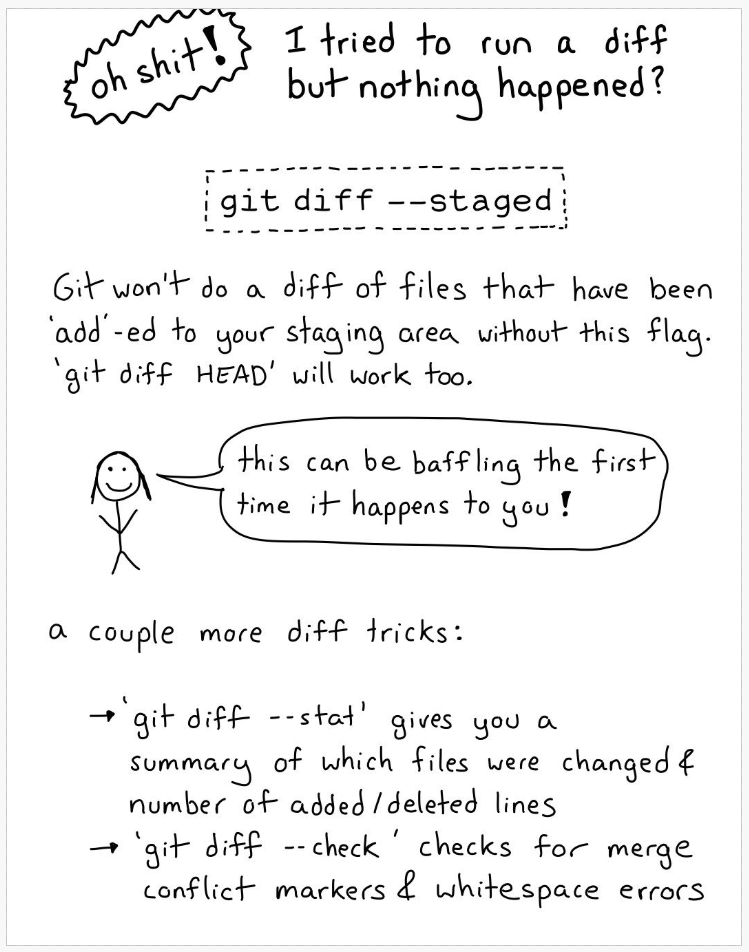 oh shit!
I tried to run a diff
but nothing happened?
git diff --staged
Git won't do a diff of files that have been
'add'-ed to your staging area without this flag.
'git diff HEAD' will work too.
this can be baffling the first
time it happens to you!
a couple more diff tricks:
→ 'git diff --stat' gives you a
summary of which files were changed &
number of added/deleted lines
→ 'git diff --check' checks for merge
conflict markers & whitespace errors